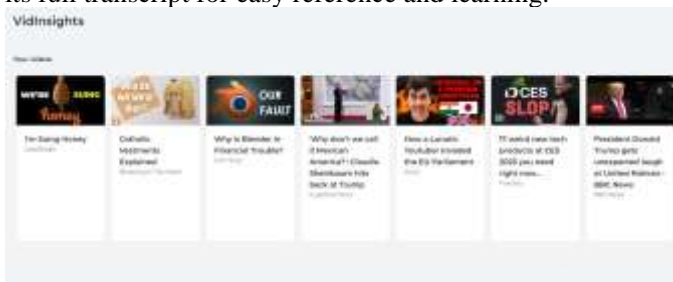 its full transcript for easy reference and learning.
VidInsights
Your videos
WE'RE SUING
Honey
OUR
FAULT
CES
SLOP
I'm Suing Honey
Catholic
Vestments
Explained
Why is Blender in
Financial Trouble?
Why don't we call
it Mexican
America?': Claudia
Sheinbaum hits
back at Trump
How a Lunatic
Youtuber Invaded
the EU Parliament
11 weird new tech
products at CES
2025 you need
right now...
President Donald
Trump gets
unexpected laugh
at United Nations -
BBC News